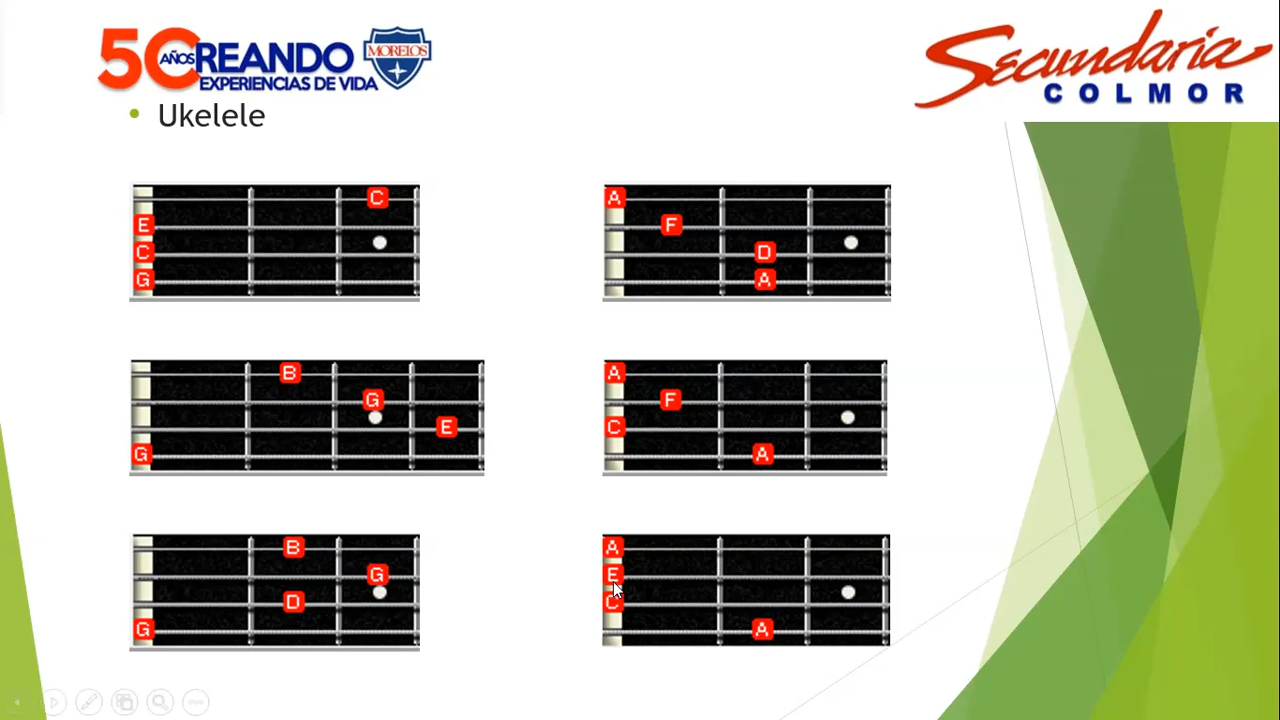 50 AÑOS CREANDO
EXPERIENCIAS DE VIDA
MORELOS
Secundaria
COLMOR
• Ukelele
C
E
C
G
A
F
D
A
B
G
E
G
A
F
C
A
B
G
D
G
A
E
C
A